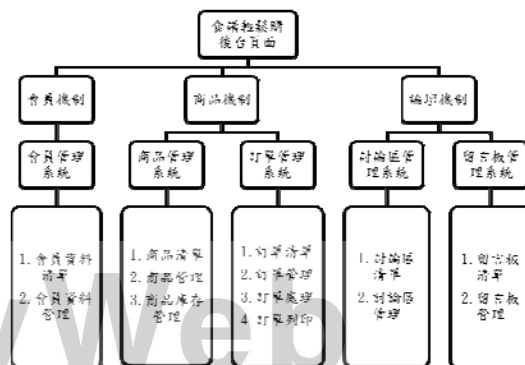 食譜輕鬆購
後台頁面
會員機制
商品機制
論壇機制
會員管理
系統
商品管理
系統
訂單管理
系統
討論區管
理系統
留言板管
理系統
1. 會員資料
清單
2. 會員資料
管理
1. 商品清單
2. 商品管理
3. 商品庫存
管理
1. 訂單清單
2. 訂單管理
3. 訂單處理
4. 訂單列印
1. 討論區
清單
2. 討論區
管理
1. 留言板
清單
2. 留言板
管理
yWeb